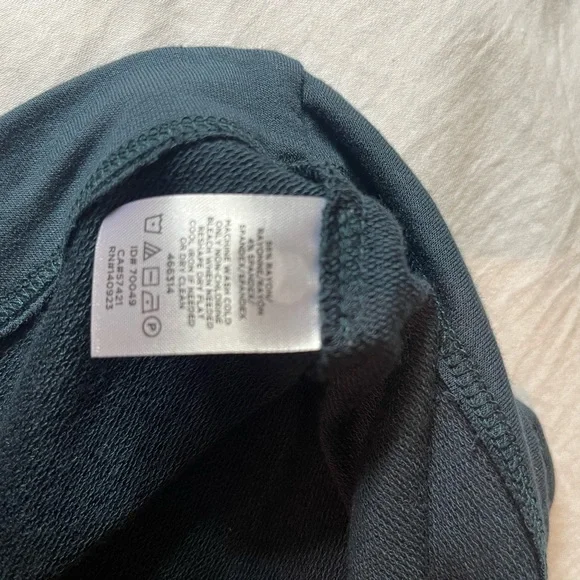 96% RAYON/
RAYONNE/RAYON
4% SPANDEX/
SPANDEX/SPANDEX
MACHINE WASH COLD
ONLY NON-CHLORINE
BLEACH WHEN NEEDED
RESHAPE DRY FLAT
COOL IRON IF NEEDED
OR DRY CLEAN
466314
ID# 70049
CA#57421
RN#140923